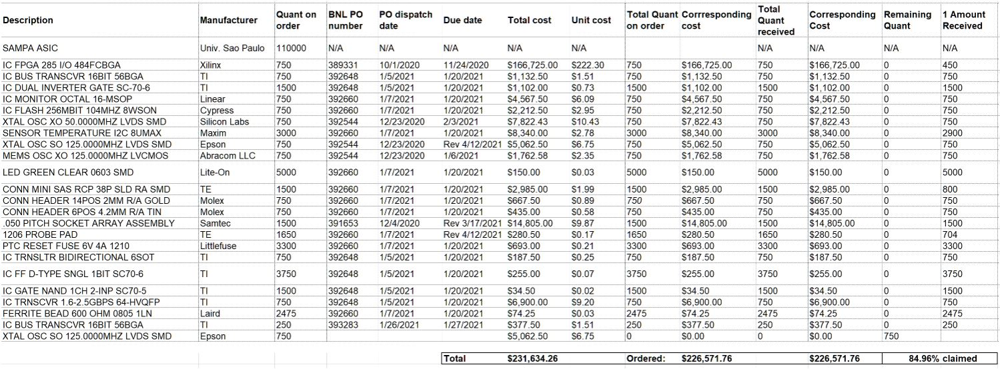 Description Manufacturer Quant on order BNL PO number PO dispatch date Due date Total cost Unit cost Total Quant on order Corrresponding cost Total Quant received Corresponding Cost Remaining Quant 1 Amount Received
SAMPA ASIC Univ. Sao Paulo 110000 N/A N/A N/A N/A N/A N/A N/A N/A N/A
IC FPGA 285 I/O 484FCBGA Xilinx 750 389331 10/1/2020 11/24/2020 $166,725.00 $222.30 750 $166,725.00 750 $166,725.00 0 450
IC BUS TRANSCVR 16BIT 56BGA TI 750 392648 1/5/2021 1/20/2021 $1,132.50 $1.51 750 $1,132.50 750 $1,132.50 0 750
IC DUAL INVERTER GATE SC-70-6 TI 1500 392648 1/5/2021 1/20/2021 $1,102.00 $0.73 1500 $1,102.00 1500 $1,102.00 0 1500
IC MONITOR OCTAL 16-MSOP Linear 750 392660 1/7/2021 1/20/2021 $4,567.50 $6.09 750 $4,567.50 750 $4,567.50 0 750
IC FLASH 256MBIT 104MHZ 8WSON Cypress 750 392660 1/7/2021 1/20/2021 $2,212.50 $2.95 750 $2,212.50 750 $2,212.50 0 750
XTAL OSC XO 50.0000MHZ LVDS SMD Silicon Labs 750 392544 12/23/2020 2/3/2021 $7,822.43 $10.43 750 $7,822.43 750 $7,822.43 0 750
SENSOR TEMPERATURE I2C 8UMAX Maxim 3000 392660 1/7/2021 1/20/2021 $8,340.00 $2.78 3000 $8,340.00 3000 $8,340.00 0 2900
XTAL OSC SO 125.0000MHZ LVDS SMD Epson 750 392544 12/23/2020 Rev 4/12/2021 $5,062.50 $6.75 750 $5,062.50 750 $5,062.50 0 750
MEMS OSC XO 125.0000MHZ LVCMOS Abracom LLC 750 392544 12/23/2020 1/6/2021 $1,762.58 $2.35 750 $1,762.58 750 $1,762.58 0 750
LED GREEN CLEAR 0603 SMD Lite-On 5000 392660 1/7/2021 1/20/2021 $150.00 $0.03 5000 $150.00 5000 $150.00 0 5000
CONN MINI SAS RCP 38P SLD RA SMD TE 1500 392660 1/7/2021 1/20/2021 $2,985.00 $1.99 1500 $2,985.00 1500 $2,985.00 0 800
CONN HEADER 14POS 2MM R/A GOLD Molex 750 392660 1/7/2021 1/20/2021 $667.50 $0.89 750 $667.50 750 $667.50 0 750
CONN HEADER 6POS 4.2MM R/A TIN Molex 750 392660 1/7/2021 1/20/2021 $435.00 $0.58 750 $435.00 750 $435.00 0 750
.050 PITCH SOCKET ARRAY ASSEMBLY Samtec 1500 391653 12/4/2020 Rev 3/17/2021 $14,805.00 $9.87 1500 $14,805.00 1500 $14,805.00 0 1500
1206 PROBE PAD TE 1650 392660 1/7/2021 Rev 4/12/2021 $280.50 $0.17 1650 $280.50 1650 $280.50 0 704
PTC RESET FUSE 6V 4A 1210 Littlefuse 3300 392660 1/7/2021 1/20/2021 $693.00 $0.21 3300 $693.00 3300 $693.00 0 3300
IC TRNSLTR BIDIRECTIONAL 6SOT TI 750 392648 1/5/2021 1/20/2021 $187.50 $0.25 750 $187.50 750 $187.50 0 750
IC FF D-TYPE SNGL 1BIT SC70-6 TI 3750 392648 1/5/2021 1/20/2021 $255.00 $0.07 3750 $255.00 3750 $255.00 0 3750
IC GATE NAND 1CH 2-INP SC70-5 TI 1500 392648 1/5/2021 1/20/2021 $34.50 $0.02 1500 $34.50 1500 $34.50 0 1500
IC TRNSCVR 1.6-2.5GBPS 64-HVQFP TI 750 392648 1/5/2021 1/20/2021 $6,900.00 $9.20 750 $6,900.00 750 $6,900.00 0 750
FERRITE BEAD 600 OHM 0805 1LN Laird 2475 392660 1/7/2021 1/20/2021 $74.25 $0.03 2475 $74.25 2475 $74.25 0 2475
IC BUS TRANSCVR 16BIT 56BGA TI 250 393283 1/26/2021 1/27/2021 $377.50 $1.51 250 $377.50 250 $377.50 0 250
XTAL OSC SO 125.0000MHZ LVDS SMD Epson 750 $5,062.50 $6.75 0 $0.00 0 $0.00 750
Total $231,634.26 Ordered: $226,571.76 $226,571.76 84.96% claimed